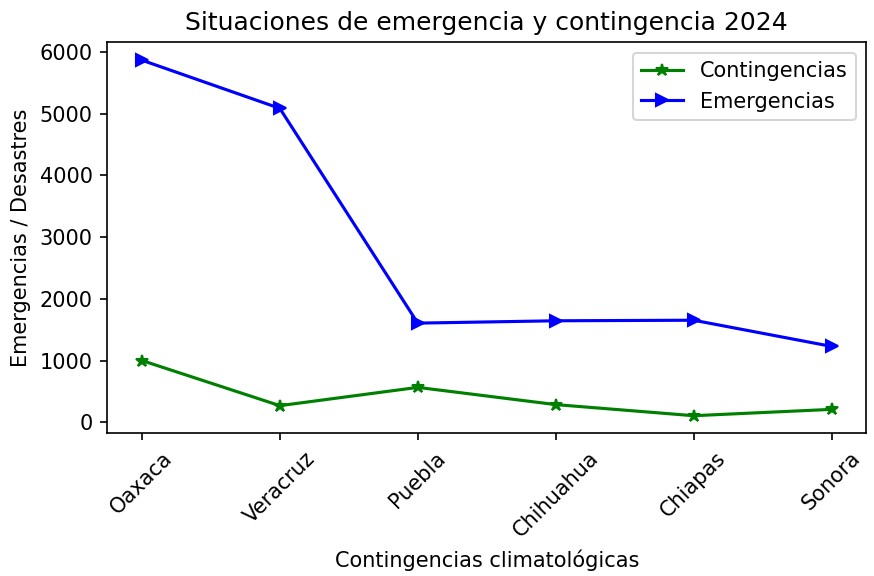 Situaciones de emergencia y contingencia 2024
Contingencias
Emergencias
Emergencias / Desastres
6000
5000
4000
3000
2000
1000
0
Oaxaca
Veracruz
Puebla
Chihuahua
Chiapas
Sonora
Contingencias climatológicas